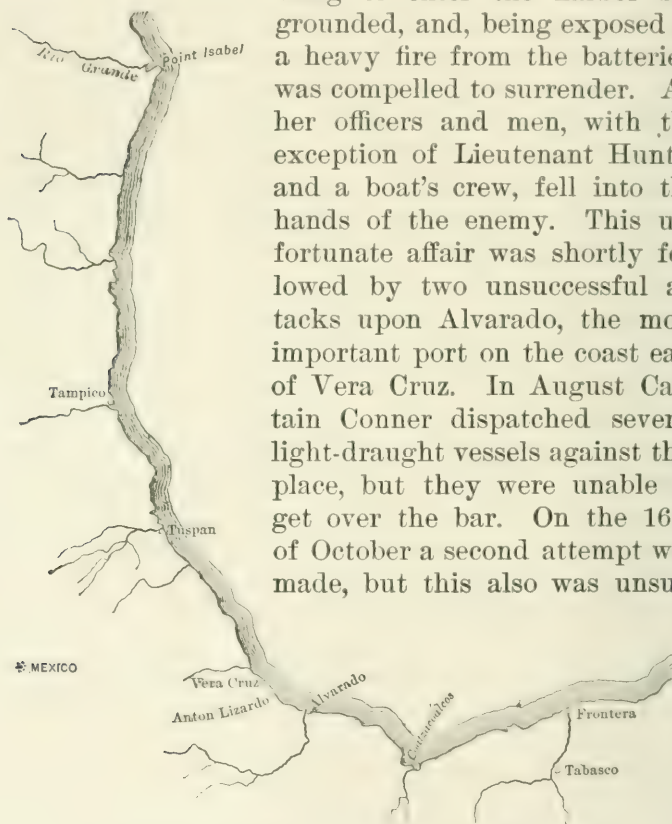 grounded, and, being exposed
a heavy fire from the batterie
was compelled to surrender. A
her officers and men, with t
exception of Lieutenant Hunt
and a boat's crew, fell into t
hands of the enemy. This u
fortunate affair was shortly fo
lowed by two unsuccessful a
tacks upon Alvarado, the mo
important port on the coast ea
of Vera Cruz. In August Ca
tain Conner dispatched sever
light-draught vessels against th
place, but they were unable
get over the bar. On the 16
of October a second attempt w
made, but this also was unsu
Rio Grande
Point Isabel
Tampico
Tuspan
MEXICO
Vera Cruz
Anton Lizardo
Alvarado
Frontera
Tabasco